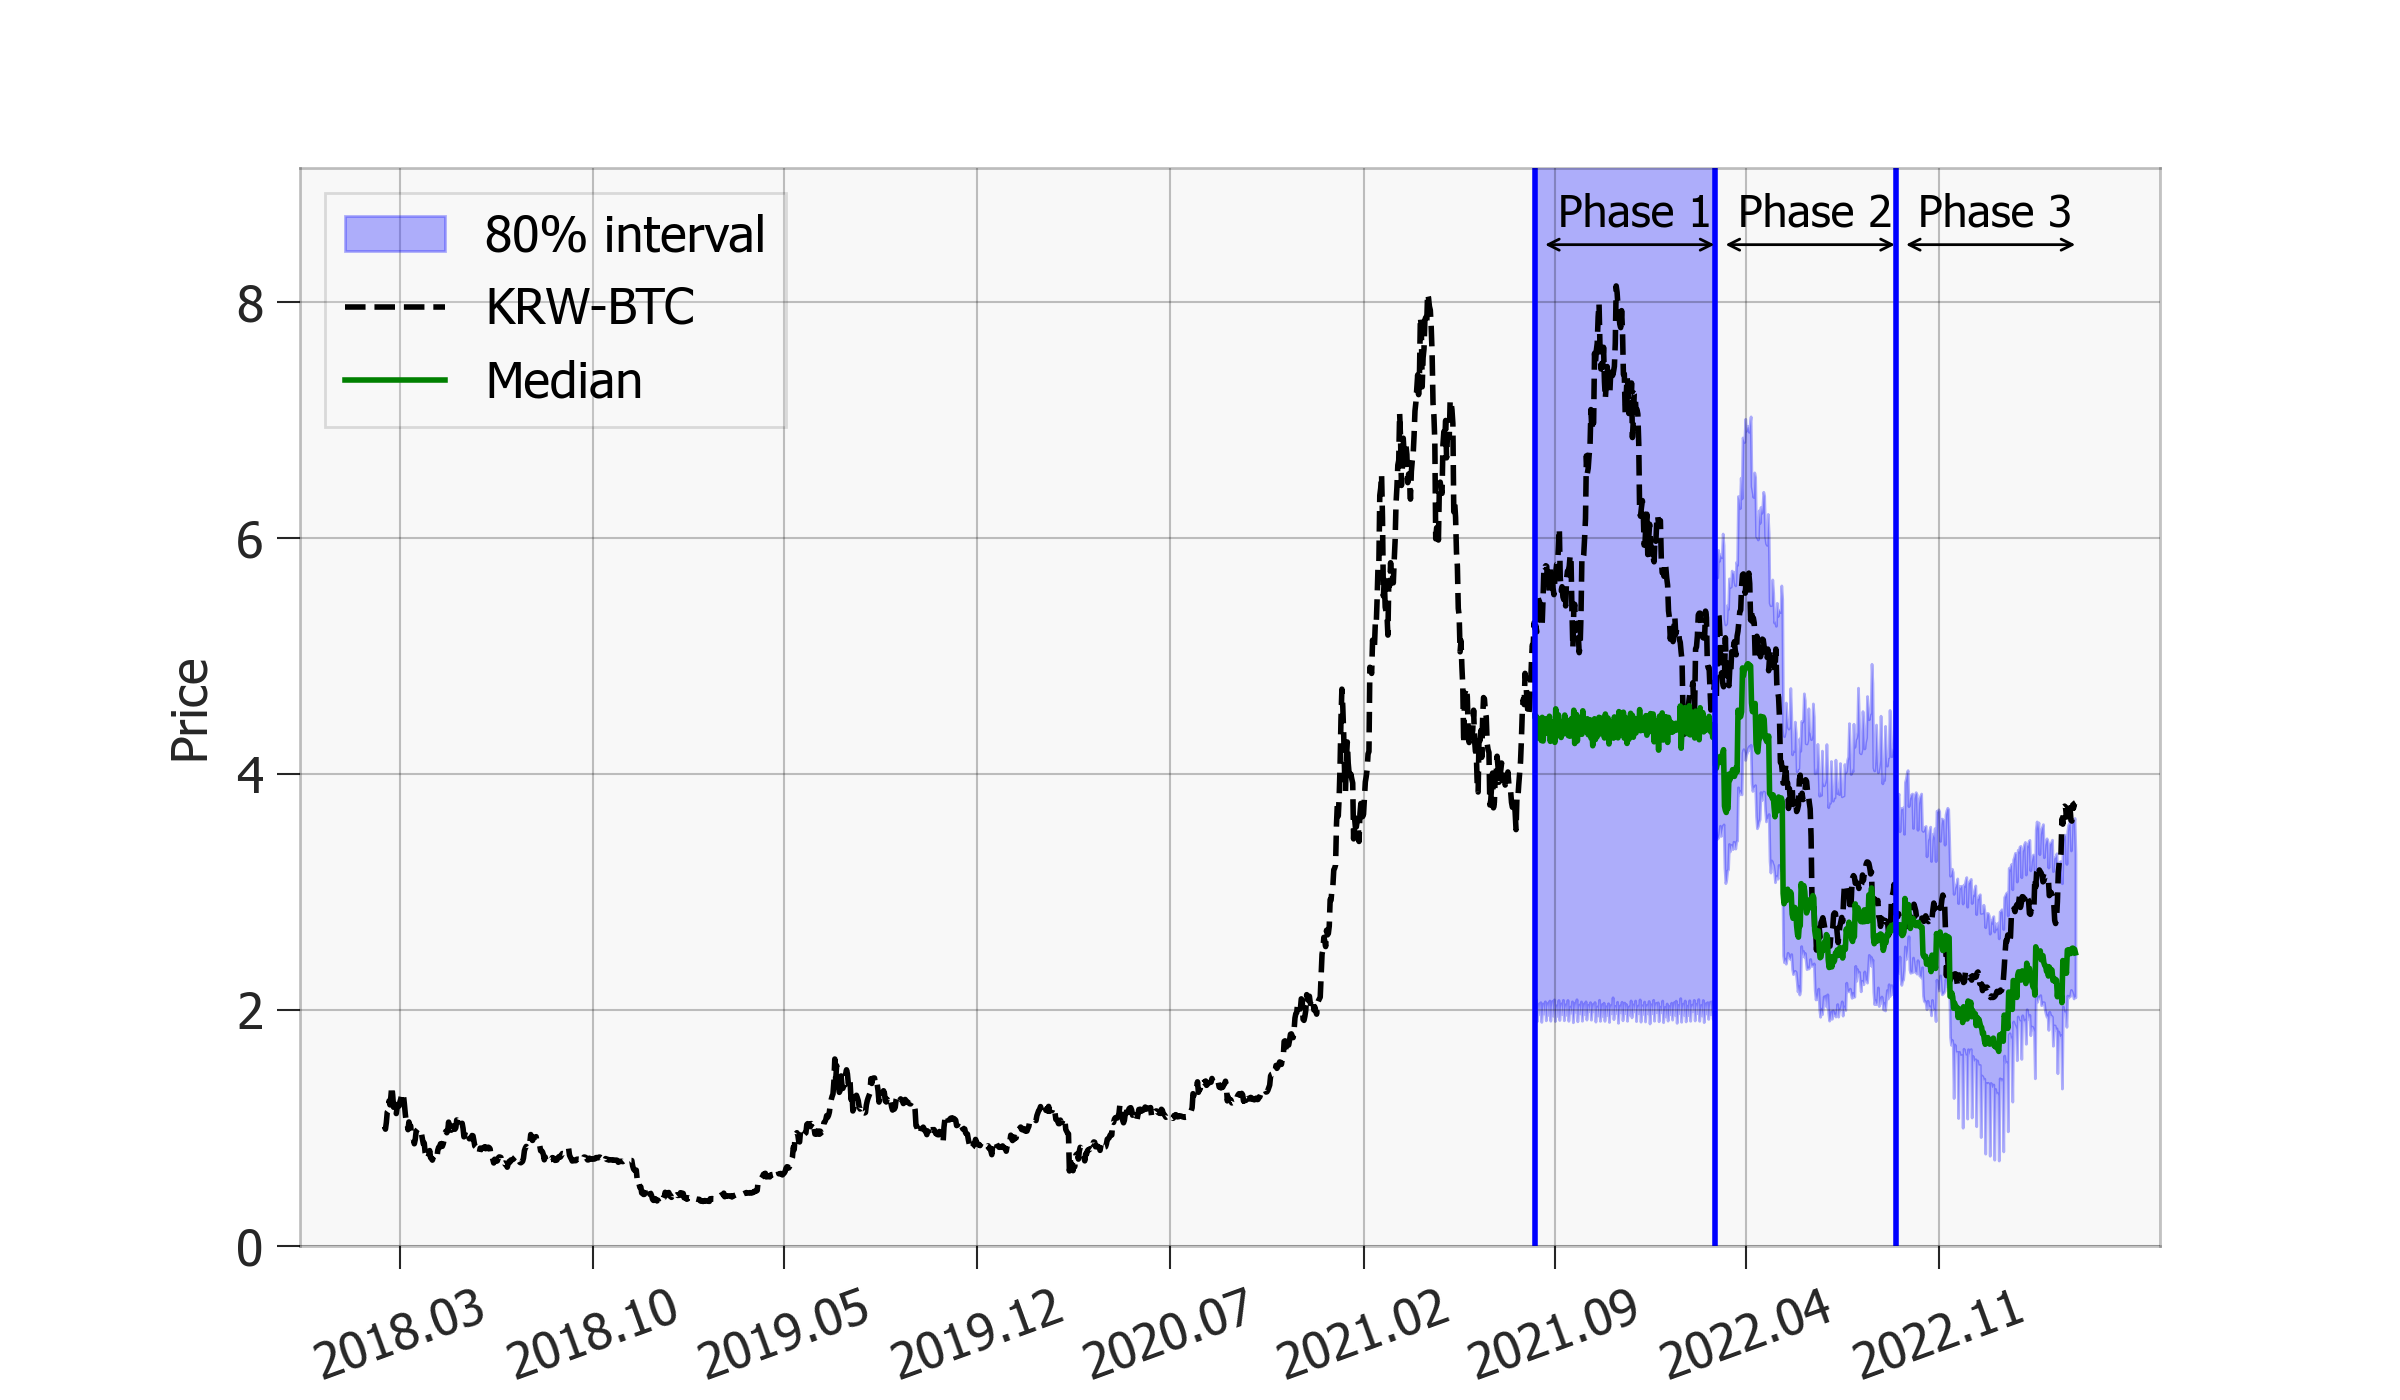 Phase 1
Phase 2
Phase 3
80% interval
KRW-BTC
Median
8
6
4
2
0
Price
2018.03
2018.10
2019.05
2019.12
2020.07
2021.02
2021.09
2022.04
2022.11